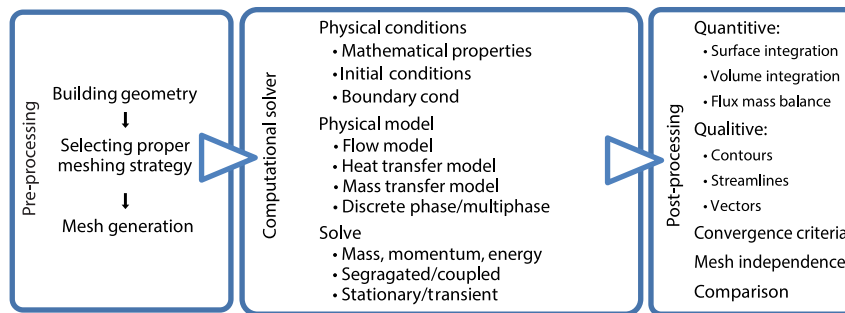 Pre-processing
Building geometry
Selecting proper
meshing strategy
Mesh generation
Computational solver
Physical conditions
• Mathematical properties
• Initial conditions
• Boundary cond
Physical model
• Flow model
• Heat transfer model
• Mass transfer model
• Discrete phase/multiphase
Solve
• Mass, momentum, energy
• Segragated/coupled
• Stationary/transient
Post-processing
Quantitive:
• Surface integration
• Volume integration
• Flux mass balance
Qualitive:
• Contours
• Streamlines
• Vectors
Convergence criteria
Mesh independence
Comparison